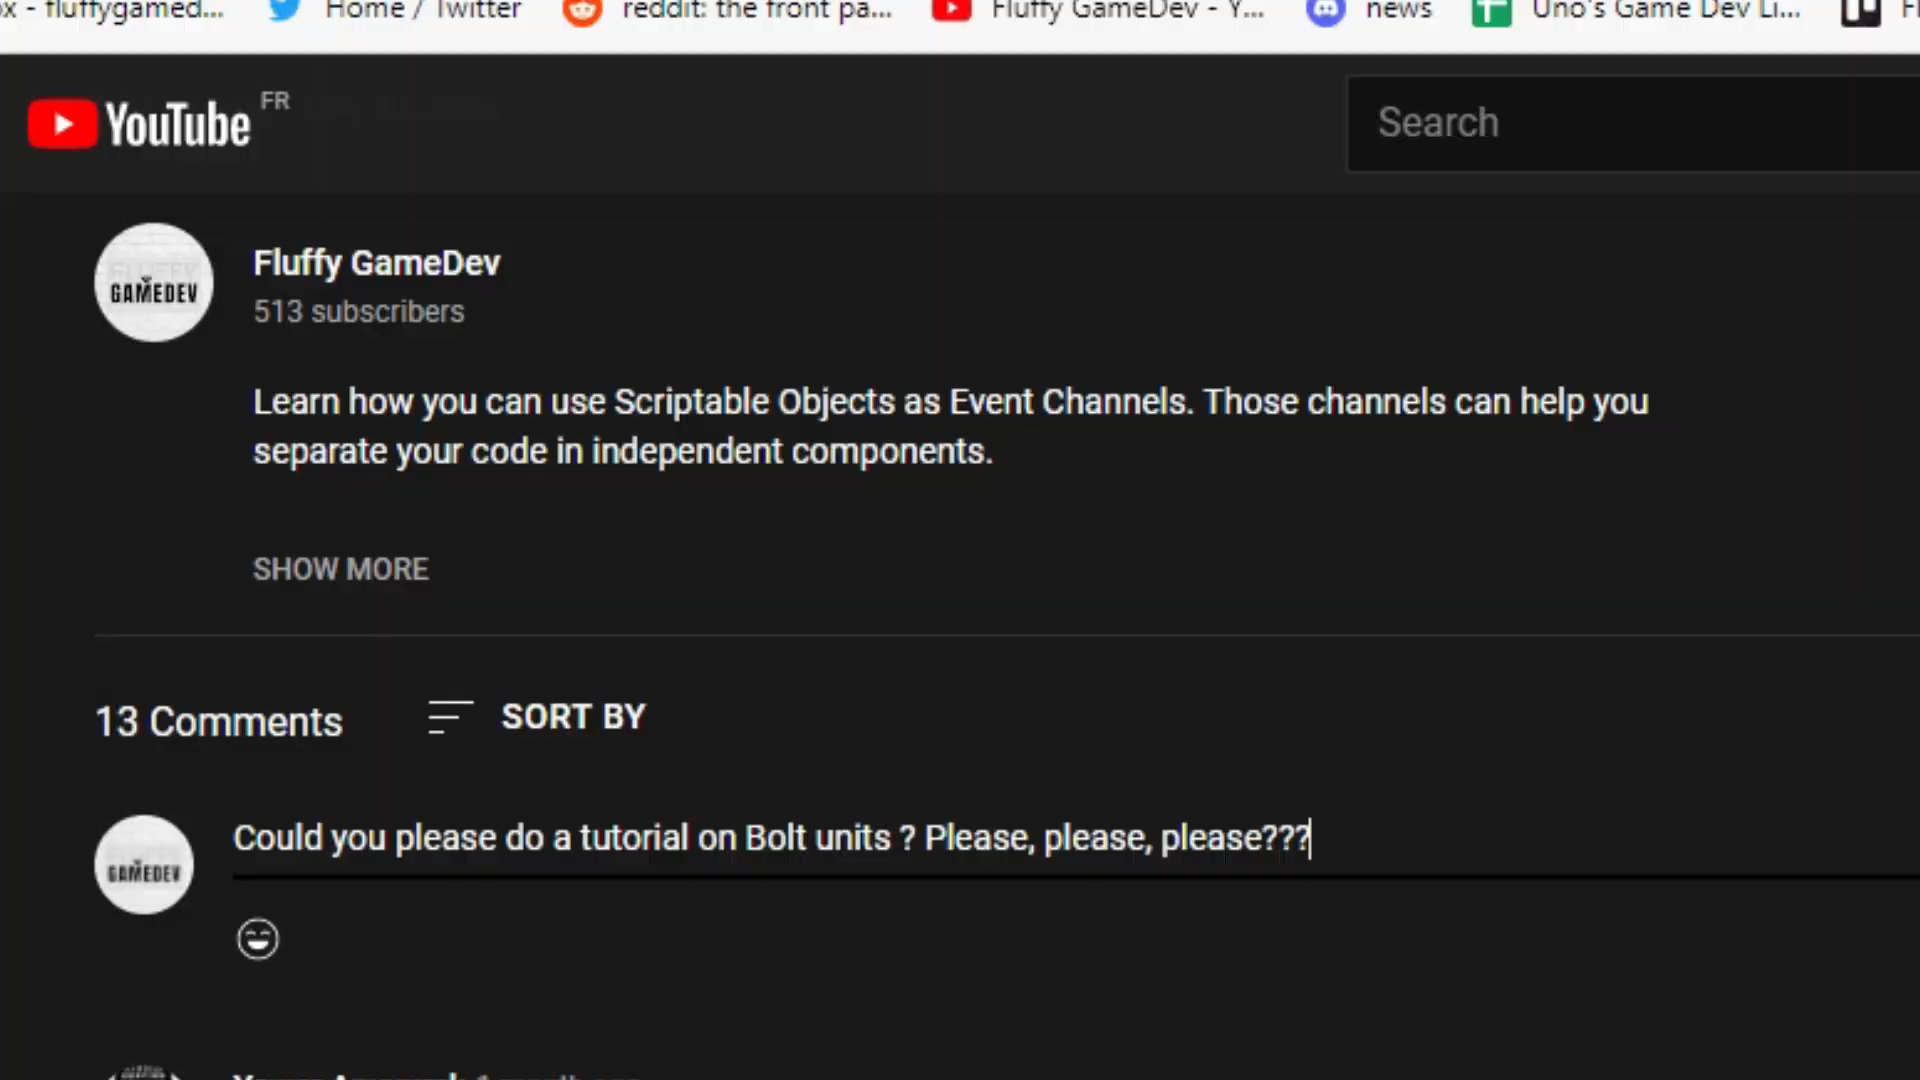 x - fluffygamed...
Home / Twitter
reddit: the front pa...
Fluffy GameDev - Y...
news
Uno's Game Dev Li...
YouTube FR
Search
GAMEDEV
Fluffy GameDev
513 subscribers
Learn how you can use Scriptable Objects as Event Channels. Those channels can help you
separate your code in independent components.
SHOW MORE
13 Comments
SORT BY
GAMEDEV
Could you please do a tutorial on Bolt units ? Please, please, please???